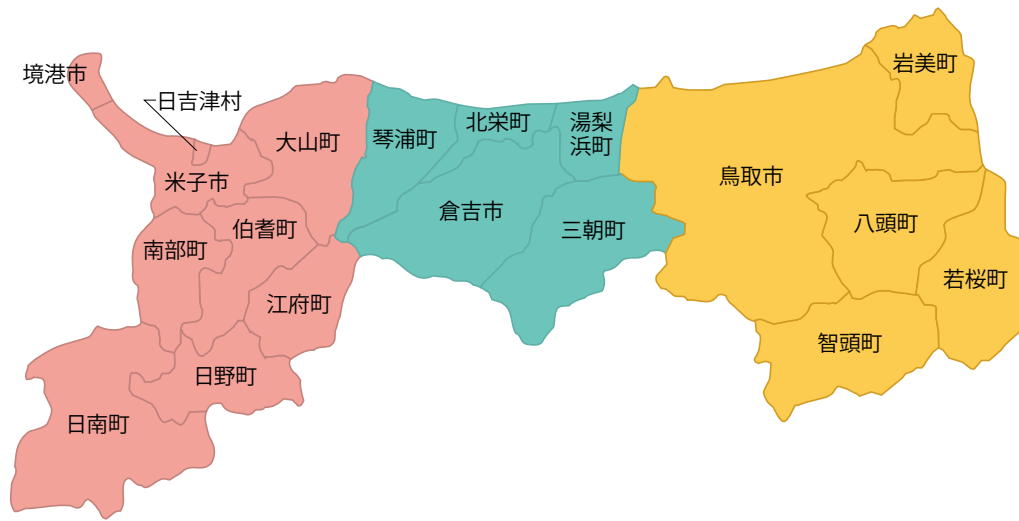 境港市
日吉津村
大山町
米子市
南部町
伯耆町
江府町
日野町
日南町
琴浦町
北栄町
湯梨
浜町
倉吉市
三朝町
鳥取市
岩美町
八頭町
若桜町
智頭町